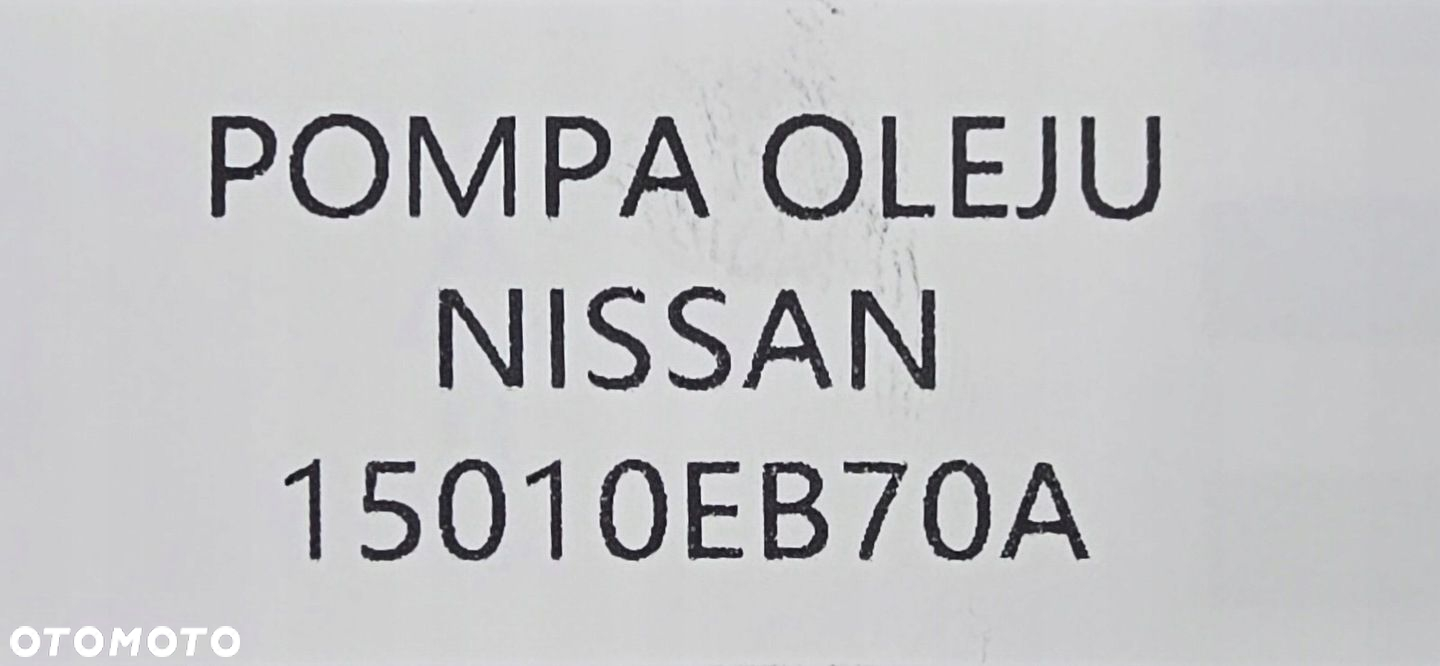 POMPA OLEJU
NISSAN
15010EB70A
OTOMOTO